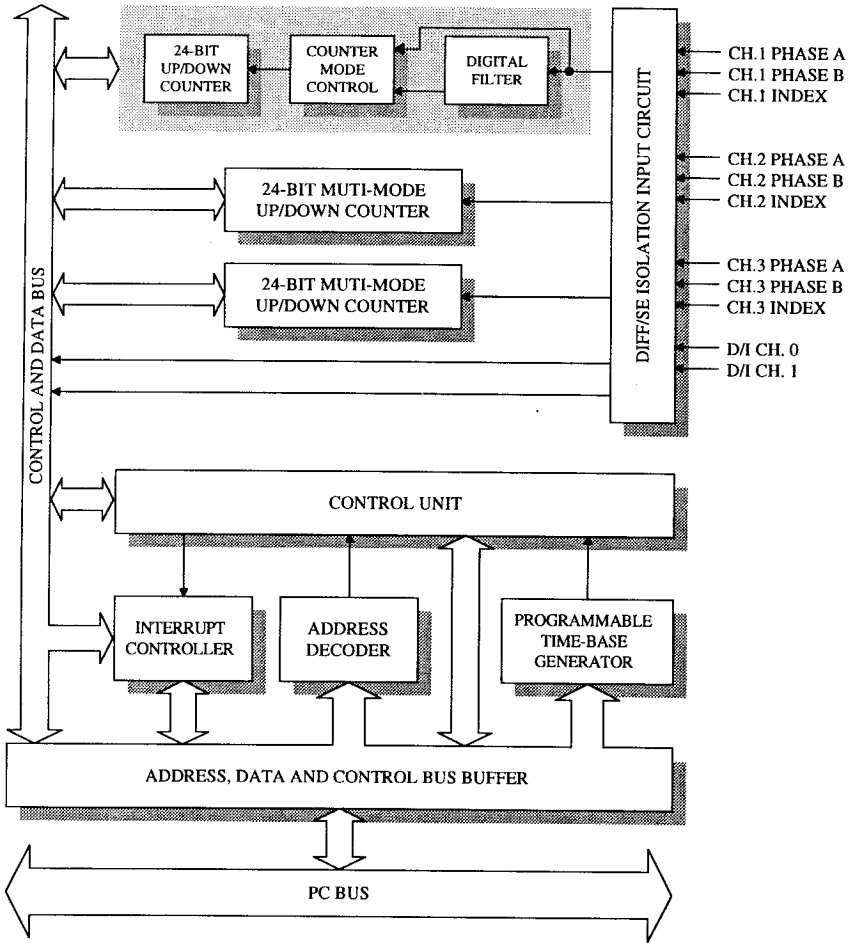 24-BIT
UP/DOWN
COUNTER
COUNTER
MODE
CONTROL
DIGITAL
FILTER
DIFF/SE ISOLATION INPUT CIRCUIT
CH.1 PHASE A
CH.1 PHASE B
CH.1 INDEX
CH.2 PHASE A
CH.2 PHASE B
CH.2 INDEX
CH.3 PHASE A
CH.3 PHASE B
CH.3 INDEX
D/I CH. 0
D/I CH. 1
24-BIT MUTI-MODE
UP/DOWN COUNTER
24-BIT MUTI-MODE
UP/DOWN COUNTER
CONTROL AND DATA BUS
CONTROL UNIT
INTERRUPT
CONTROLLER
ADDRESS
DECODER
PROGRAMMABLE
TIME-BASE
GENERATOR
ADDRESS, DATA AND CONTROL BUS BUFFER
PC BUS